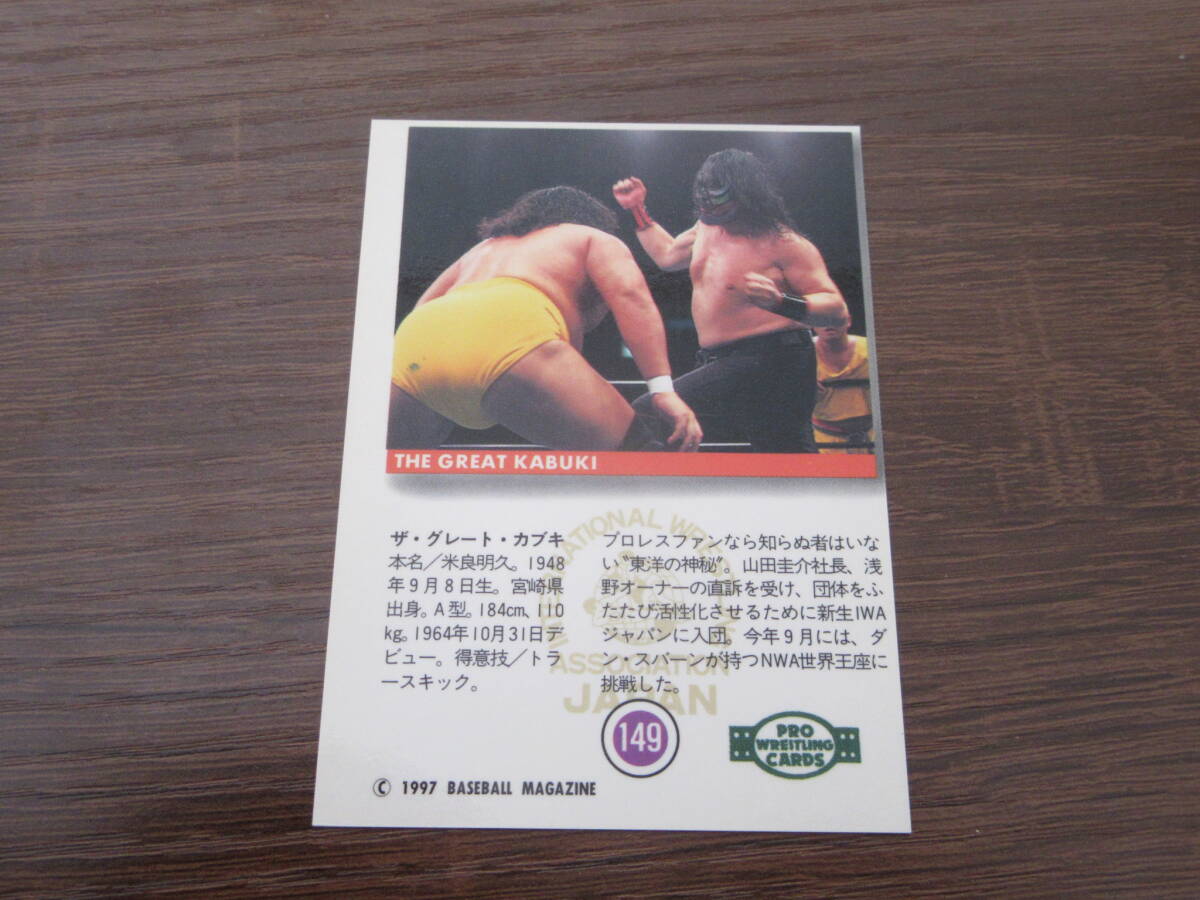 THE GREAT KABUKI
ザ・グレート・カブキ
本名／米良明久。1948
年9月8日生。宮崎県
出身。A型。184cm、110
kg。1964年10月31日デ
ビュー。得意技／トラ
ースキック。
プロレスファンなら知らぬ者はいな
い〝東洋の神秘〟。山田圭介社長、浅
野オーナーの直訴を受け、団体をふ
たたび活性化させるために新生IWA
ジャパンに入団。今年9月には、ダ
ン・スバーンが持つNWA世界王座に
挑戦した。
INTERNATIONAL WRESTLING
ASSOCIATION
JAPAN
149
PRO
WREITLING
CARDS
© 1997 BASEBALL MAGAZINE